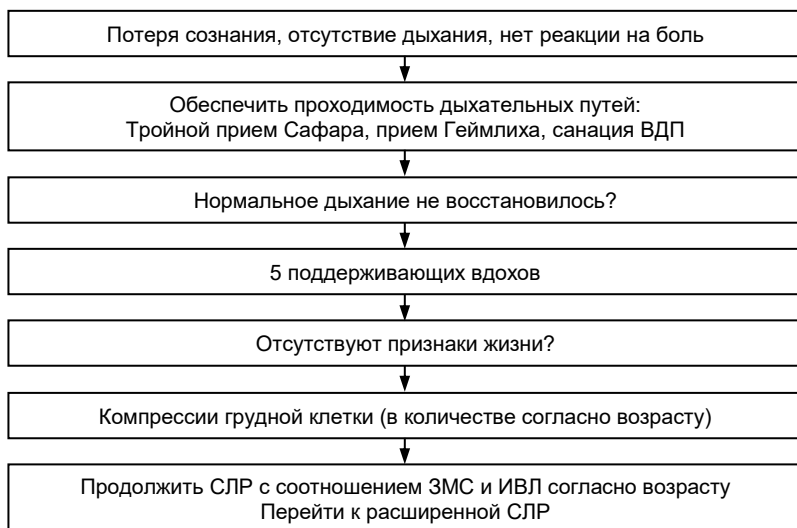 Потеря сознания, отсутствие дыхания, нет реакции на боль
Обеспечить проходимость дыхательных путей:
Тройной прием Сафара, прием Геймлиха, санация ВДП
Нормальное дыхание не восстановилось?
5 поддерживающих вдохов
Отсутствуют признаки жизни?
Компрессии грудной клетки (в количестве согласно возрасту)
Продолжить СЛР с соотношением ЗМС и ИВЛ согласно возрасту
Перейти к расширенной СЛР